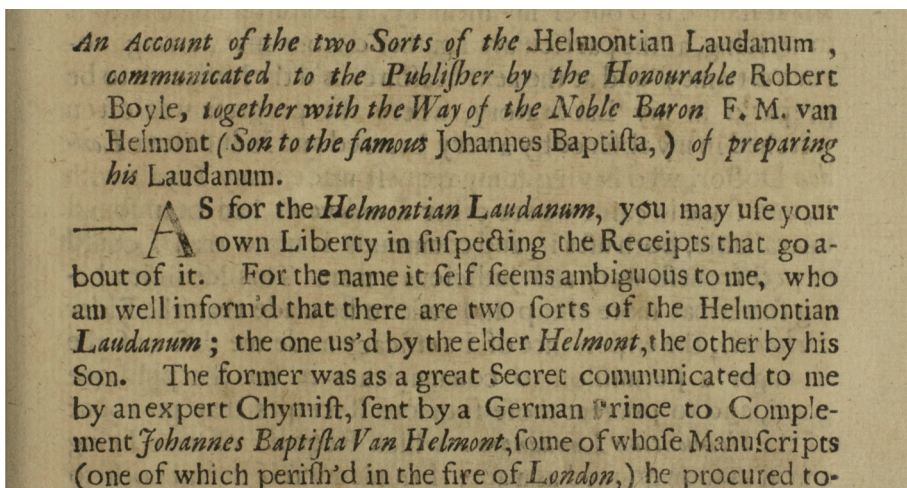 An Account of the two Sorts of the Helmontian Laudanum ,
communicated to the Publiſher by the Honourable Robert
Boyle, together with the Way of the Noble Baron F. M. van
Helmont (Son to the famous Johannes Baptiſta, ) of preparing
his Laudanum.
— AS for the Helmontian Laudanum, you may uſe your
own Liberty in ſuſpecting the Receipts that go a-
bout of it. For the name it ſelf ſeems ambiguous to me, who
am well inform'd that there are two ſorts of the Helmontian
Laudanum ; the one us'd by the elder Helmont, the other by his
Son. The former was as a great Secret communicated to me
by an expert Chymiſt, ſent by a German Prince to Comple-
ment Johannes Baptiſta Van Helmont, ſome of whoſe Manuſcripts
(one of which periſh'd in the fire of London,) he procured to-